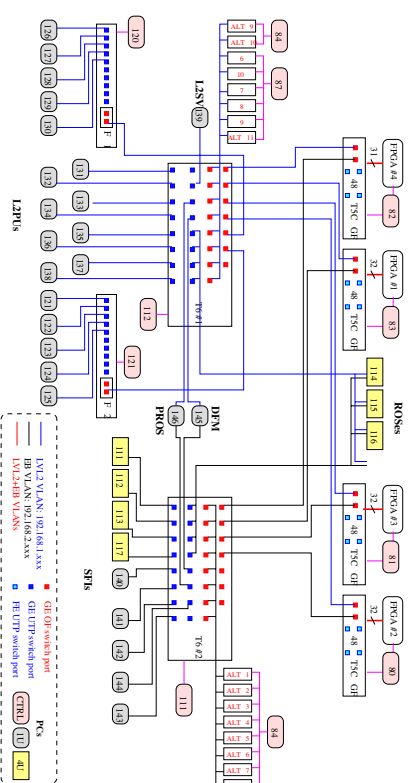 126
127
128
129
130
120
F 1
ALT 9
ALT 10
6
10
7
8
9
ALT 11
84
87
L2SV
139
131
132
133
134
135
136
137
138
L2PUs
T6 #1
112
121
122
123
124
125
121
F 2
FPGA #4
31
48
T5C GF
82
FPGA #1
32
48
T5C GF
83
ROSes
114
115
116
PROS
DFM
146
145
FPGA #3
32
48
T5C GF
81
FPGA #2
32
48
T5C GF
80
111
112
113
117
140
141
142
144
143
SFIs
T6 #2
111
ALT 1
ALT 2
ALT 3
ALT 4
ALT 5
ALT 6
ALT 7
84
LVL2 VLAN: 192.168.1.xxx
EB VLAN: 192.168.2.xxx
LVL2+EB VLANs
GE OF switch port
GE UTP switch port
FE UTP switch port
PCs
CTRL
1U
4U